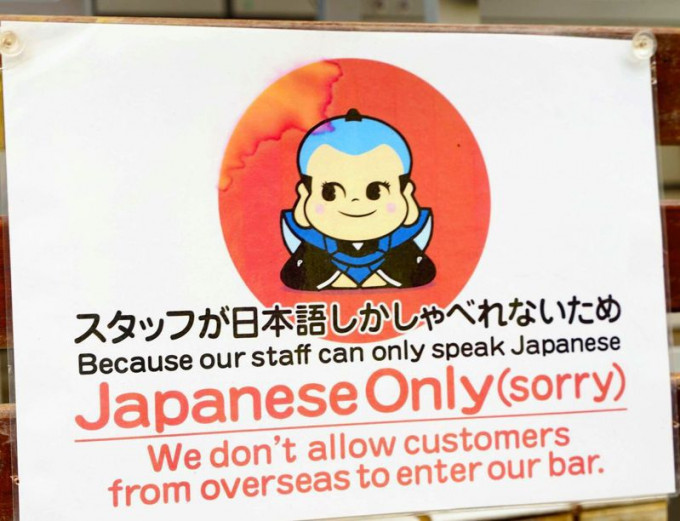 スタッフが日本語しかしゃべれないため
Because our staff can only speak Japanese
Japanese Only(sorry)
We don't allow customers
from overseas to enter our bar.